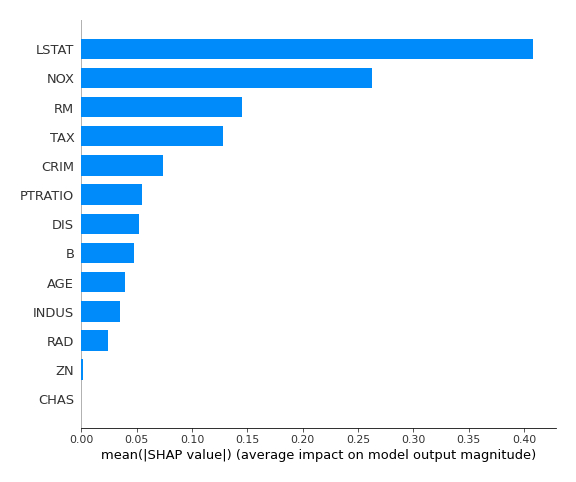 LSTAT
NOX
RM
TAX
CRIM
PTRATIO
DIS
B
AGE
INDUS
RAD
ZN
CHAS
0.00 0.05 0.10 0.15 0.20 0.25 0.30 0.35 0.40
mean(|SHAP value|) (average impact on model output magnitude)